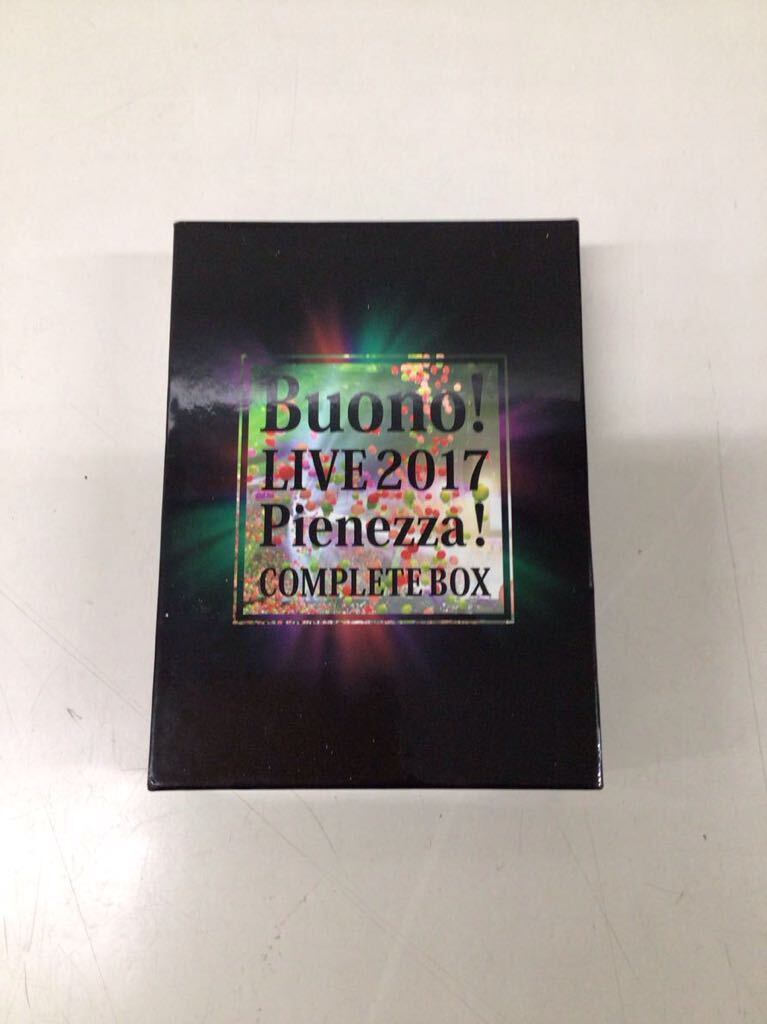 Buono!
LIVE 2017
Pienezza!
COMPLETE BOX